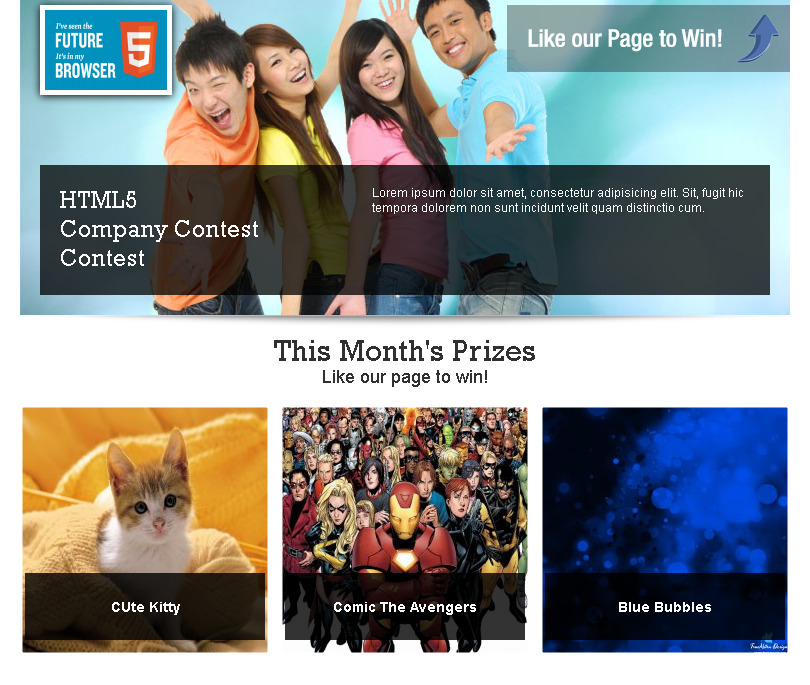 I've seen the
FUTURE
It's in my
BROWSER
5
Like our Page to Win!
HTML5
Company Contest
Contest
Lorem ipsum dolor sit amet, consectetur adipisicing elit. Sit, fugit hic
tempora dolorem non sunt incidunt velit quam distinctio cum.
This Month's Prizes
Like our page to win!
CUte Kitty
Comic The Avengers
Blue Bubbles